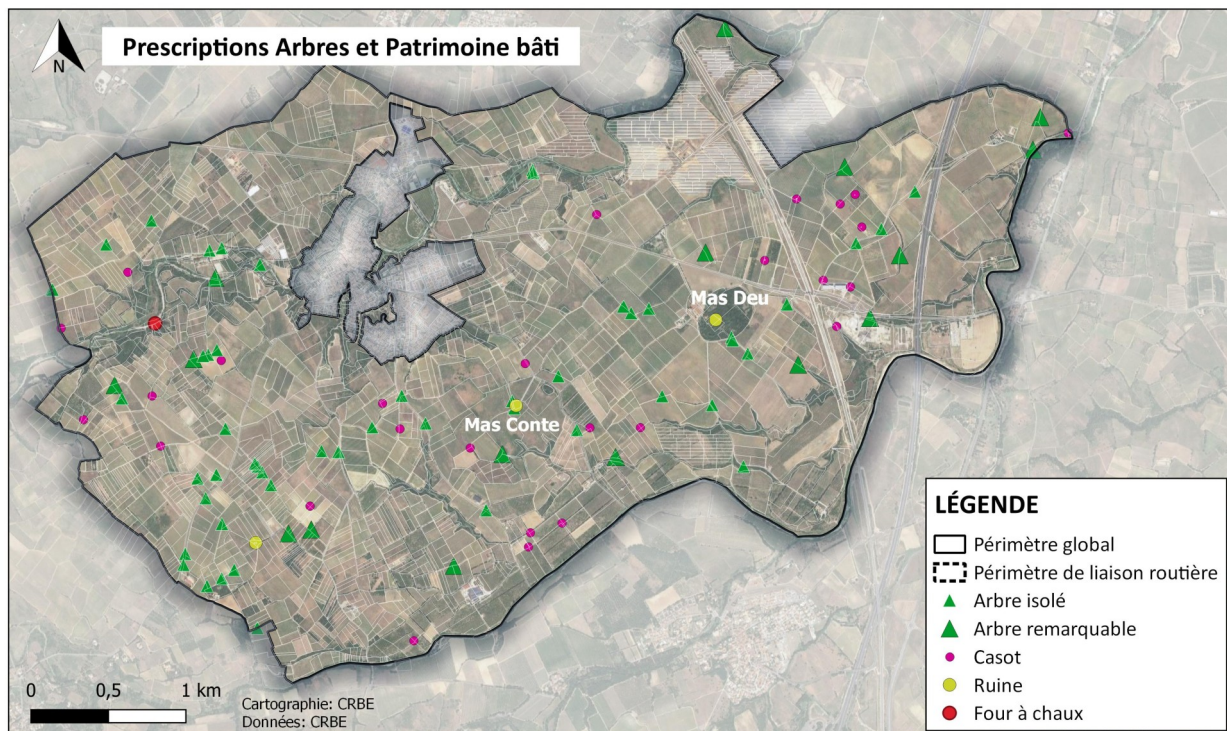 Prescriptions Arbres et Patrimoine bâti
N
Mas Deu
Mas Conte
LÉGENDE
Périmètre global
Périmètre de liaison routière
Arbre isolé
Arbre remarquable
Casot
Ruine
Four à chaux
0 0,5 1 km
Cartographie: CRBE
Données: CRBE